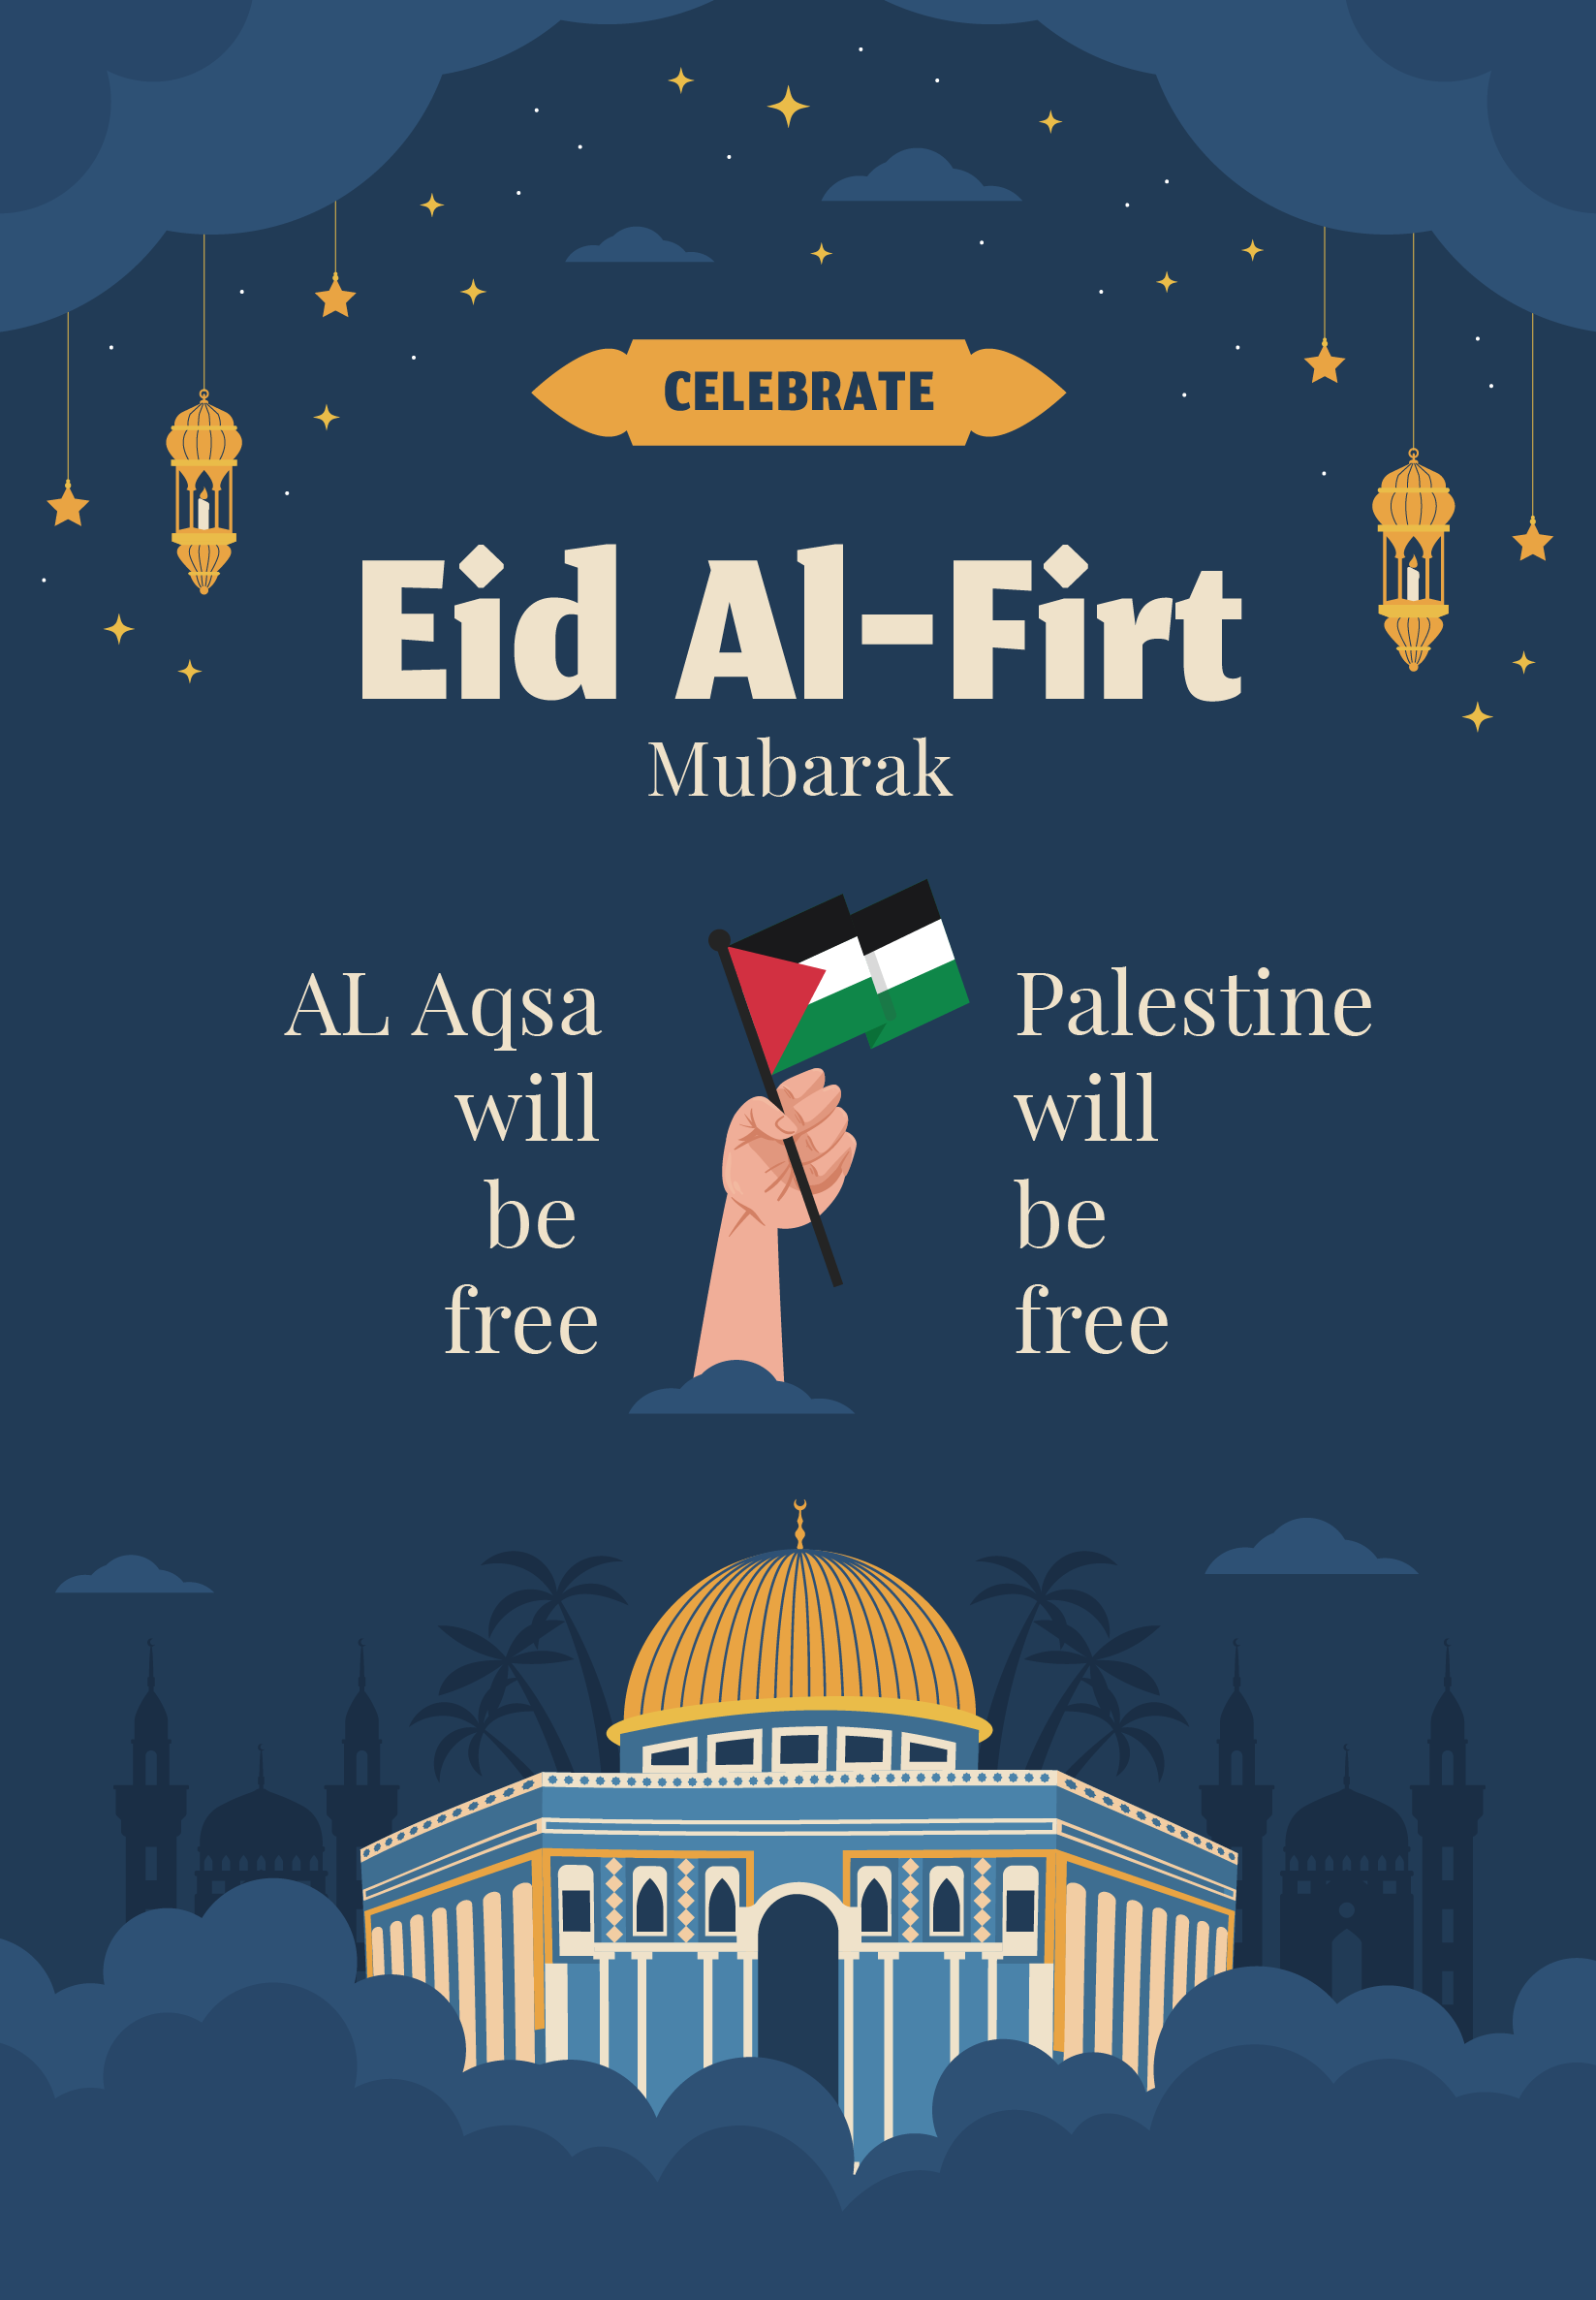 CELEBRATE
Eid Al-Firt
Mubarak
AL Aqsa
will
be
free
Palestine
will
be
free